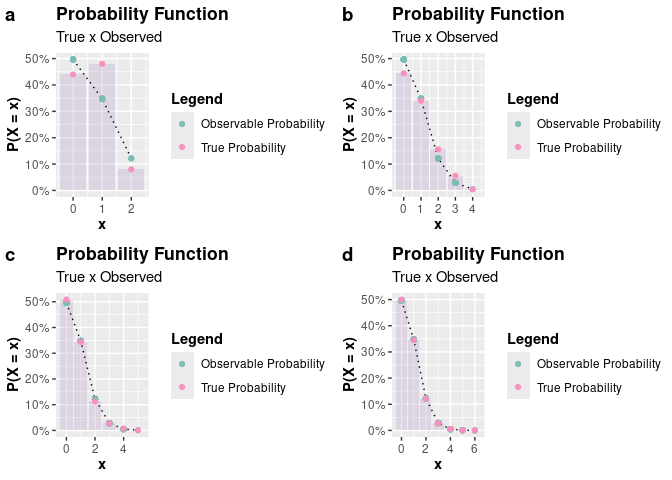 a
Probability Function
True x Observed
50%
40%
30%
20%
10%
0%
P(X = x)
0 1 2
x
Legend
Observable Probability
True Probability
b
Probability Function
True x Observed
50%
40%
30%
20%
10%
0%
P(X = x)
0 1 2 3 4
x
Legend
Observable Probability
True Probability
c
Probability Function
True x Observed
50%
40%
30%
20%
10%
0%
P(X = x)
0 2 4
x
Legend
Observable Probability
True Probability
d
Probability Function
True x Observed
50%
40%
30%
20%
10%
0%
P(X = x)
0 2 4 6
x
Legend
Observable Probability
True Probability